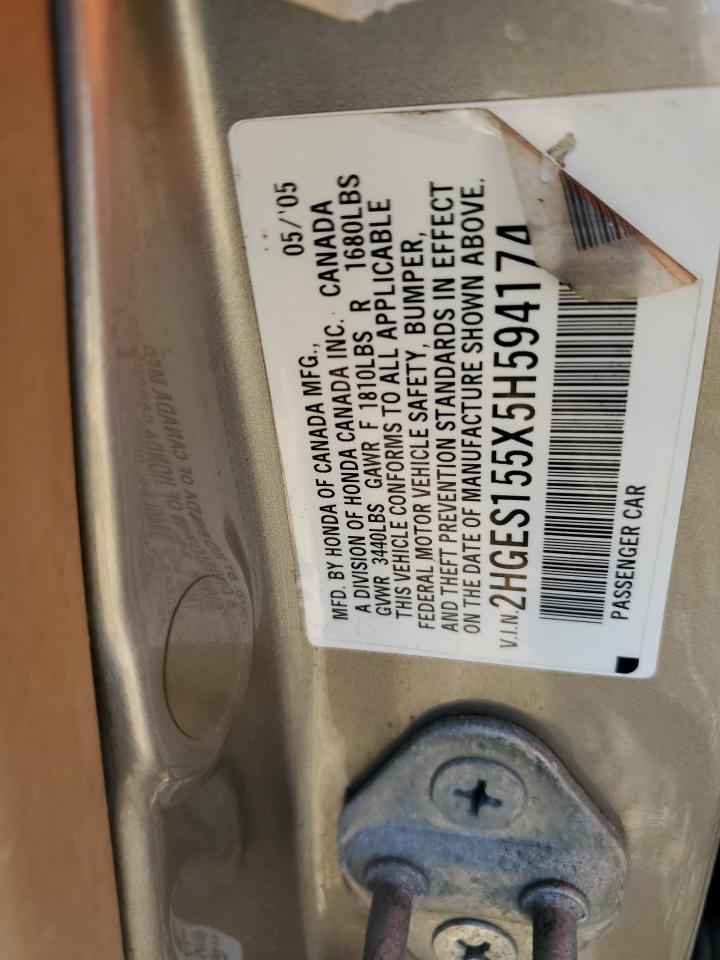 MFD. BY HONDA OF CANADA MFG., 05/'05
A DIVISION OF HONDA CANADA INC. CANADA
GVWR 3440LBS GAWR F 1810LBS R 1680LBS
THIS VEHICLE CONFORMS TO ALL APPLICABLE
FEDERAL MOTOR VEHICLE SAFETY, BUMPER,
AND THEFT PREVENTION STANDARDS IN EFFECT
ON THE DATE OF MANUFACTURE SHOWN ABOVE.
V.I.N. 2HGES155X5H594174
PASSENGER CAR